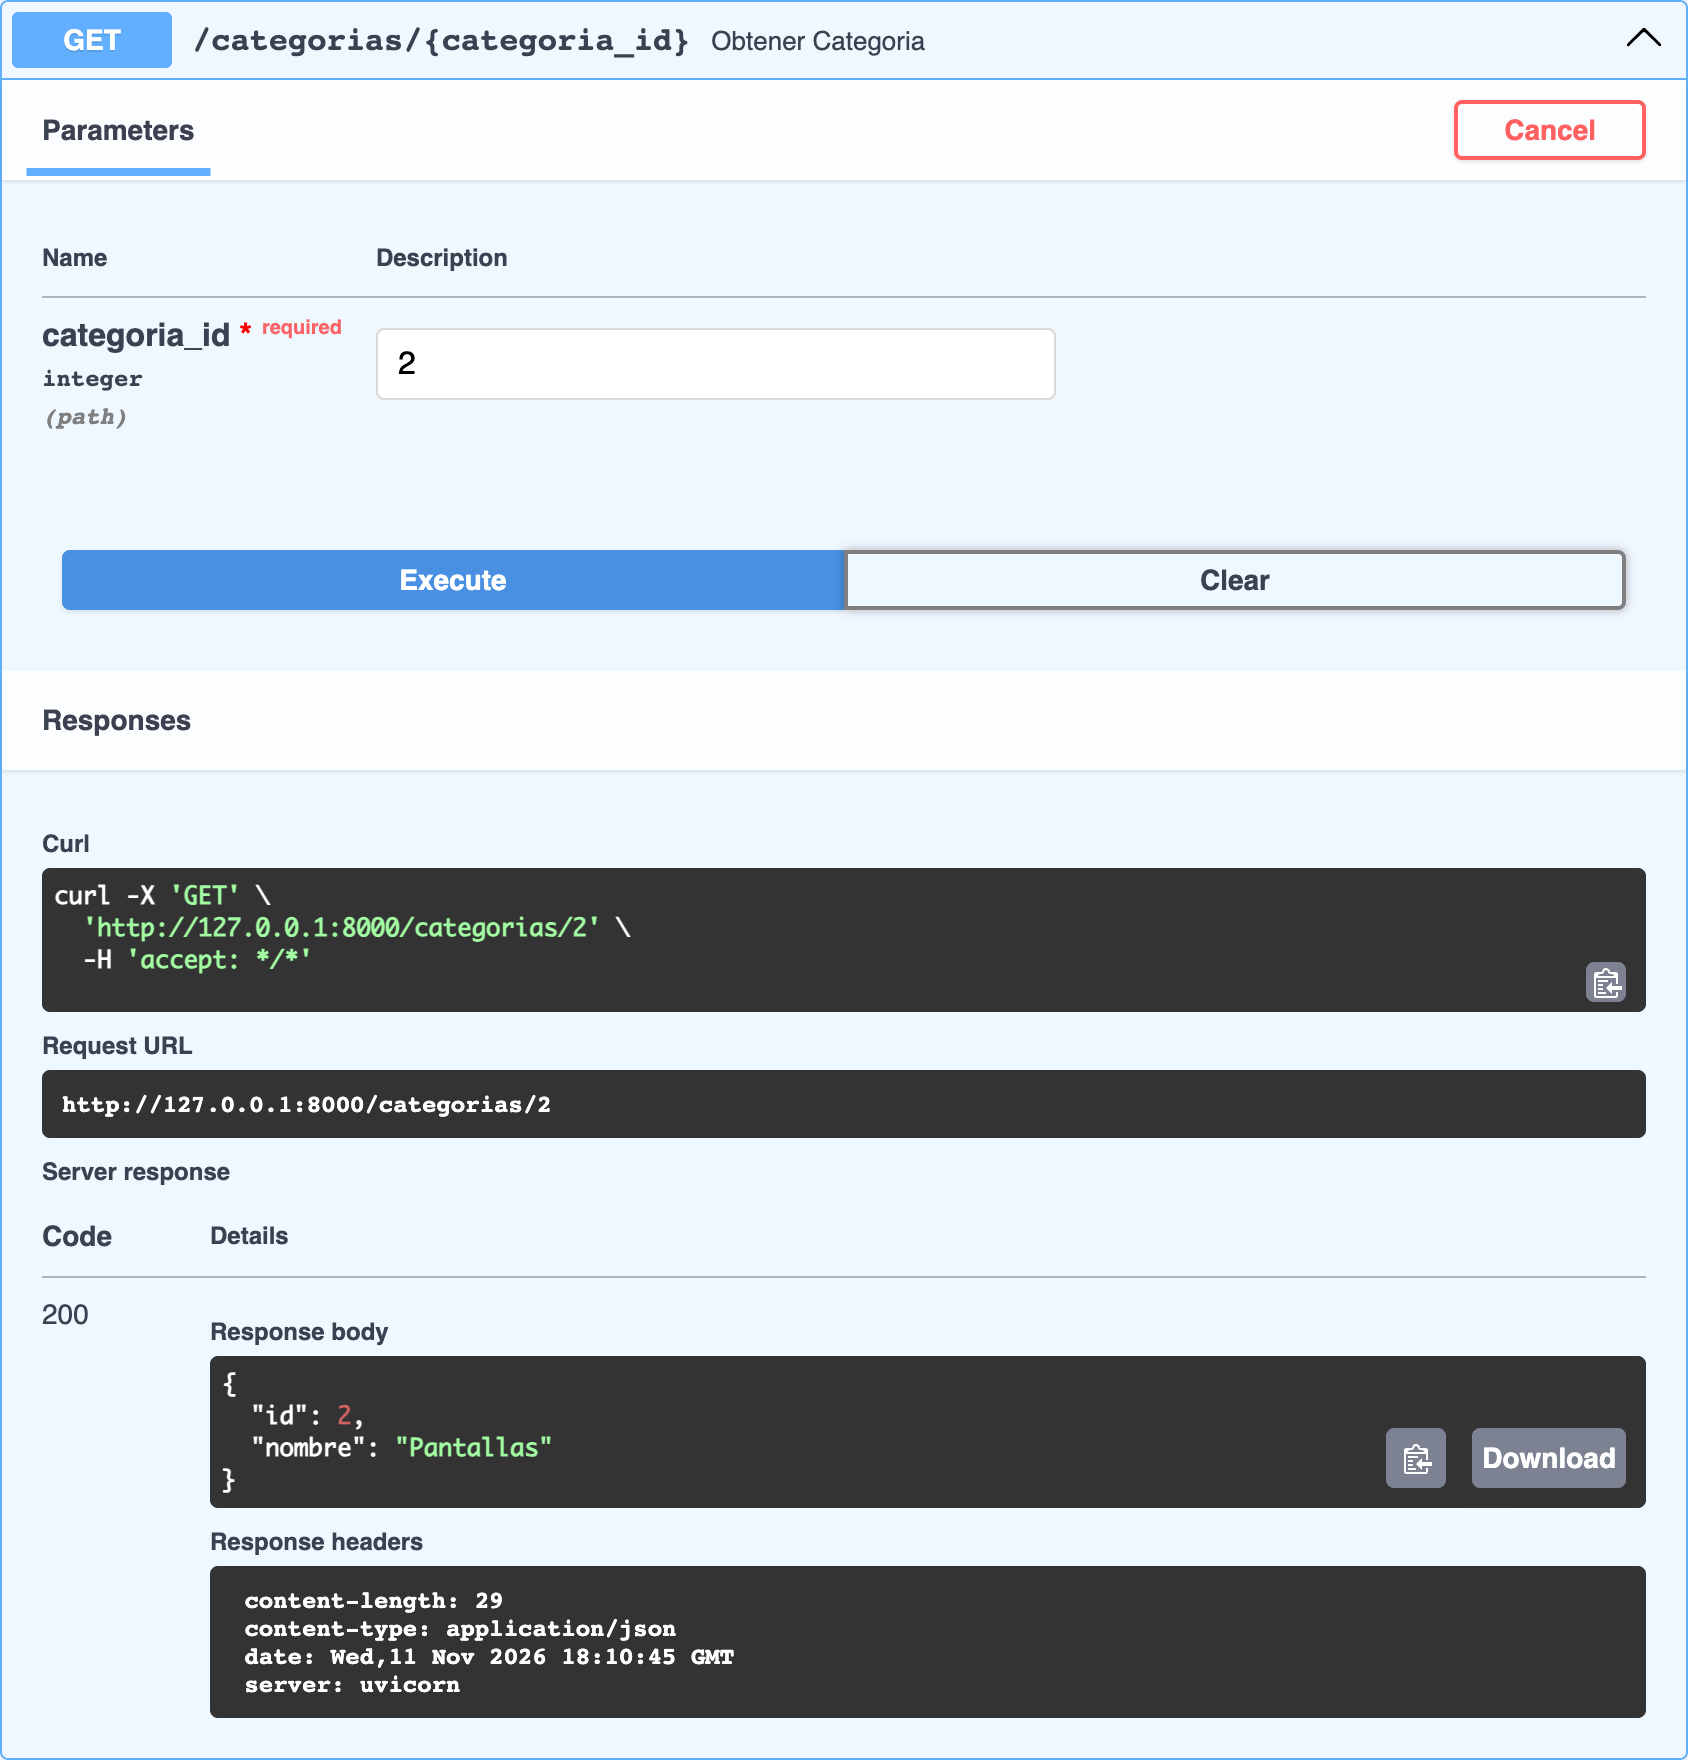 GET /categorias/{categoria_id} Obtener Categoria
Parameters
Cancel
Name Description
categoria_id * required
integer
(path)
2
Execute
Clear
Responses
Curl
curl -X 'GET' \
  'http://127.0.0.1:8000/categorias/2' \
  -H 'accept: */*'
Request URL
http://127.0.0.1:8000/categorias/2
Server response
Code Details
200
Response body
{
  "id": 2,
  "nombre": "Pantallas"
}
Download
Response headers
content-length: 29
content-type: application/json
date: Wed,11 Nov 2026 18:10:45 GMT
server: uvicorn